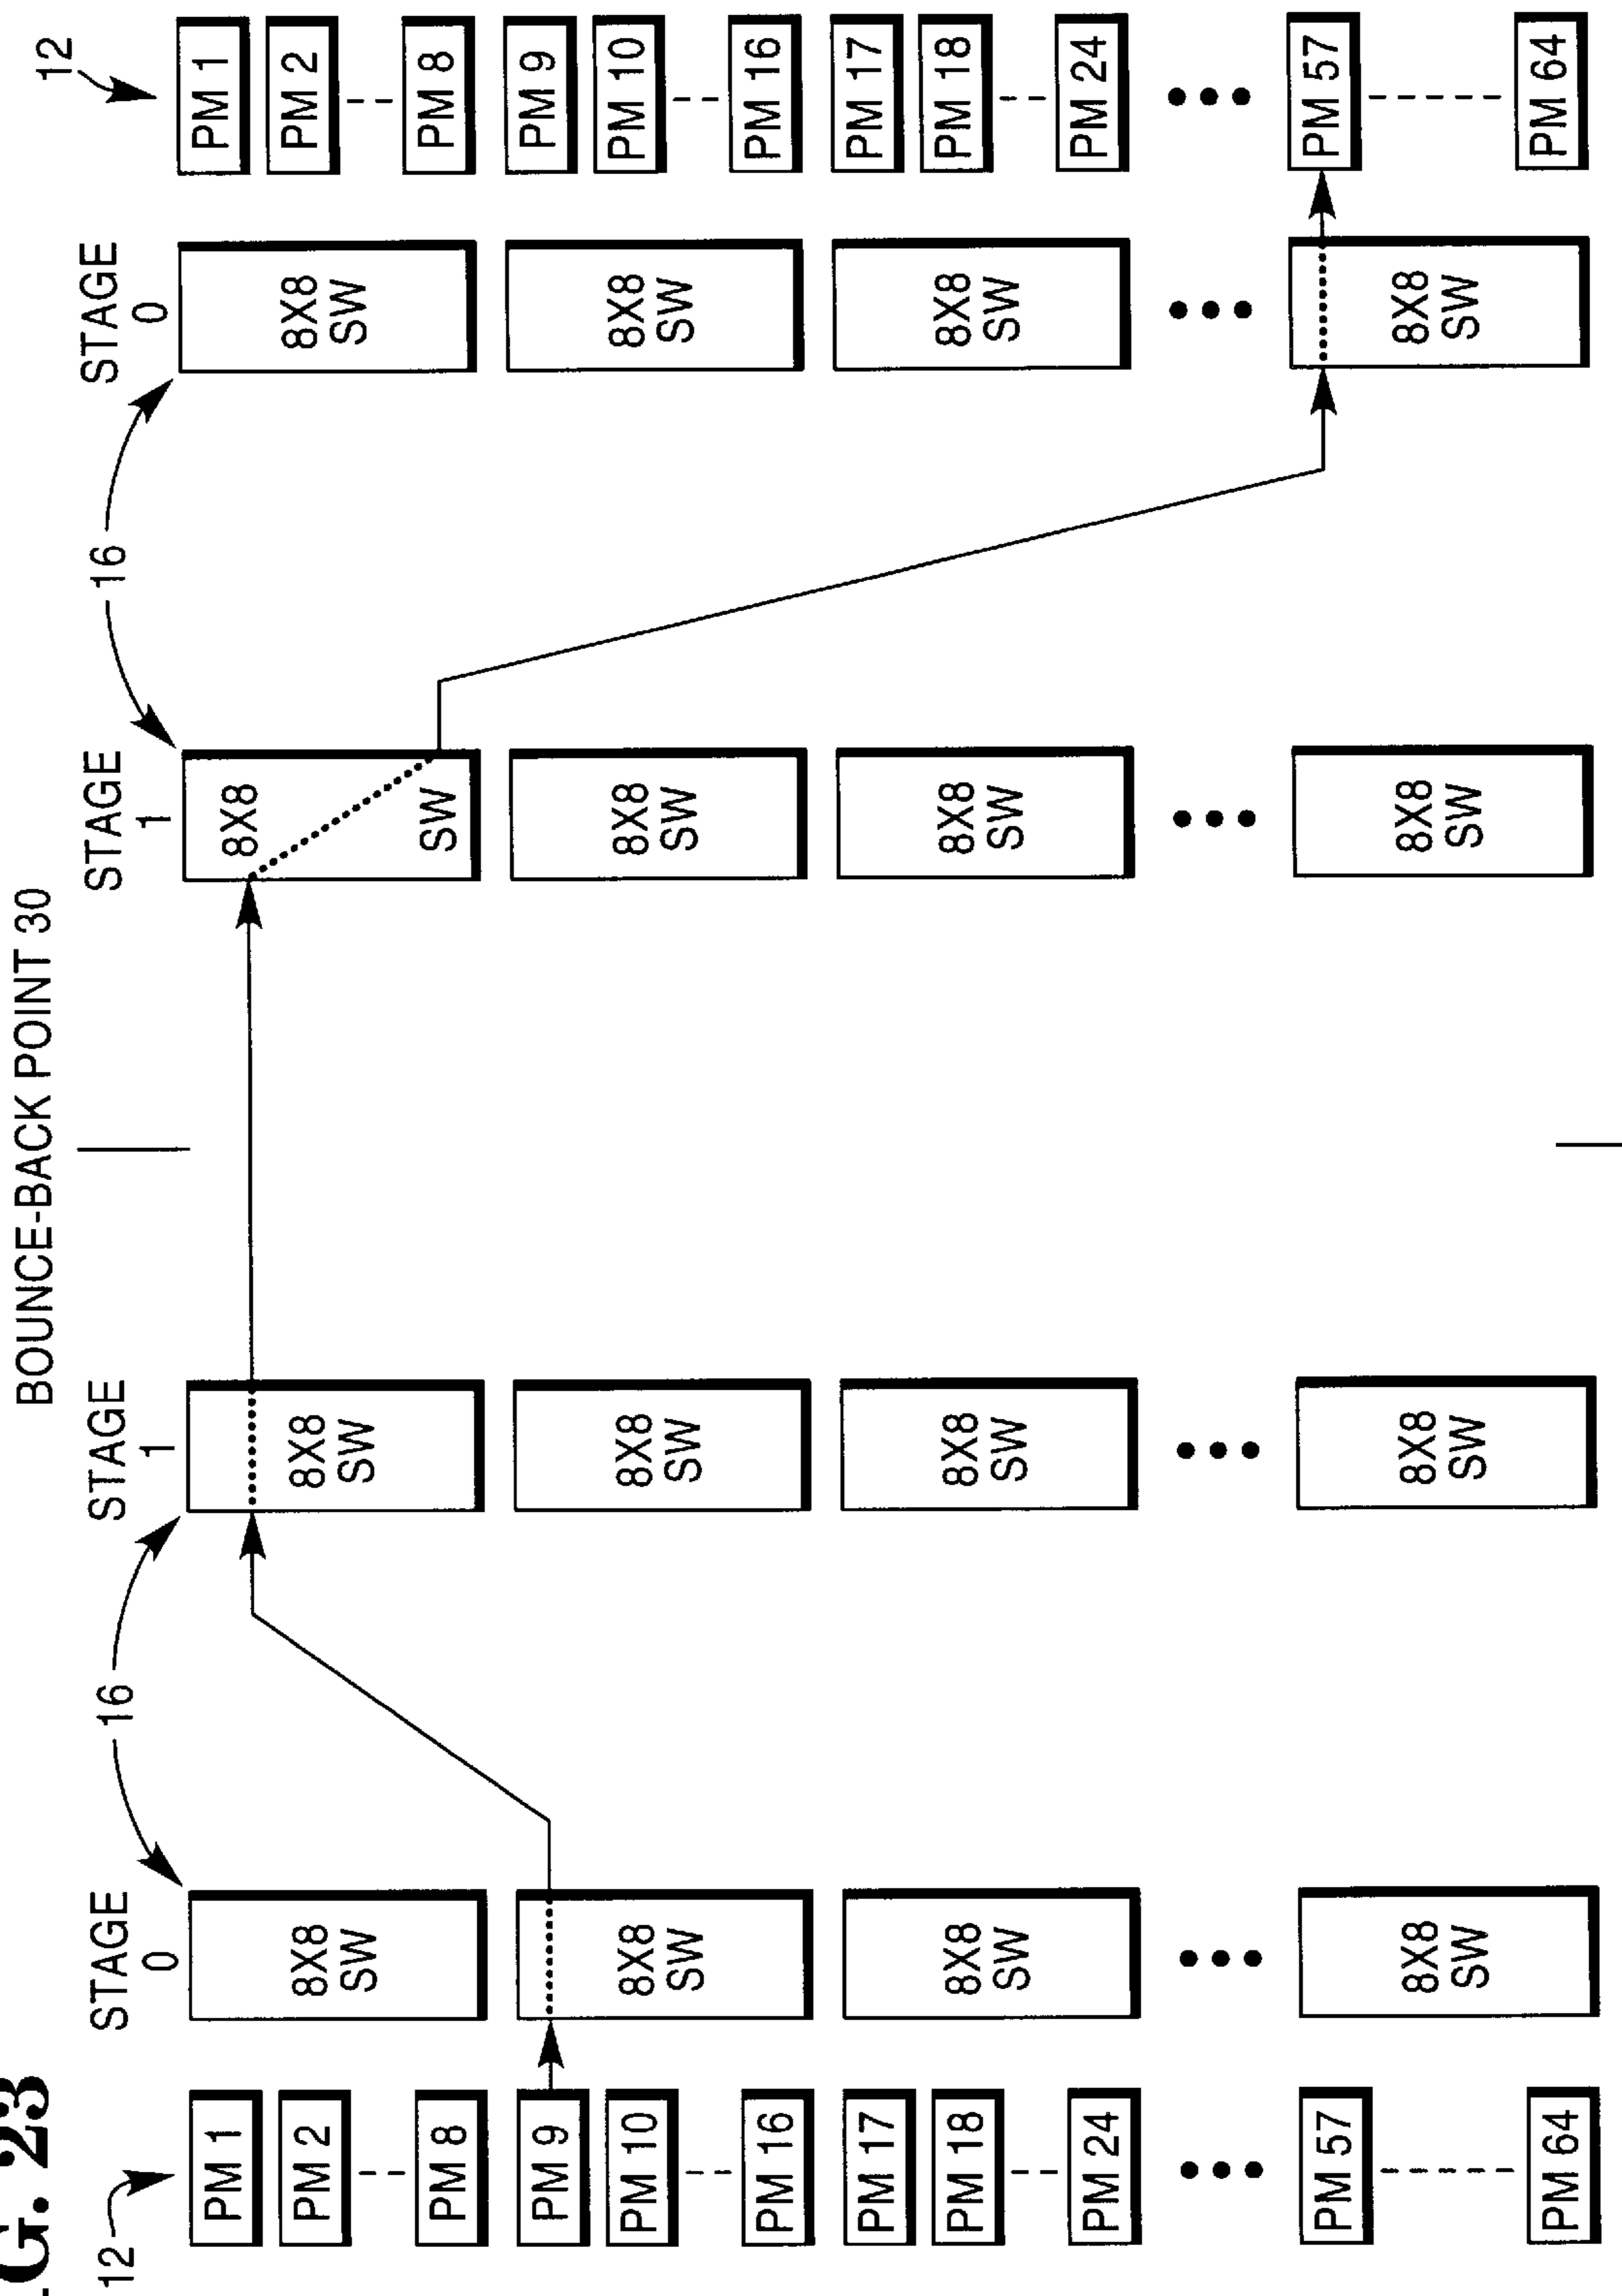 BOUNCE-BACK POINT 30
12
16
16
12
STAGE
0
STAGE
1
STAGE
1
STAGE
0
PM 1
PM 2
PM 8
PM 9
PM 10
PM 16
PM 17
PM 18
PM 24
PM 57
PM 64
8X8
SW
8X8
SW
8X8
SW
8X8
SW
8X8
SW
8X8
SW
8X8
SW
8X8
SW
8X8
SW
8X8
SW
8X8
SW
8X8
SW
8X8
SW
8X8
SW
8X8
SW
8X8
SW
PM 1
PM 2
PM 8
PM 9
PM 10
PM 16
PM 17
PM 18
PM 24
PM 57
PM 64
G. 23